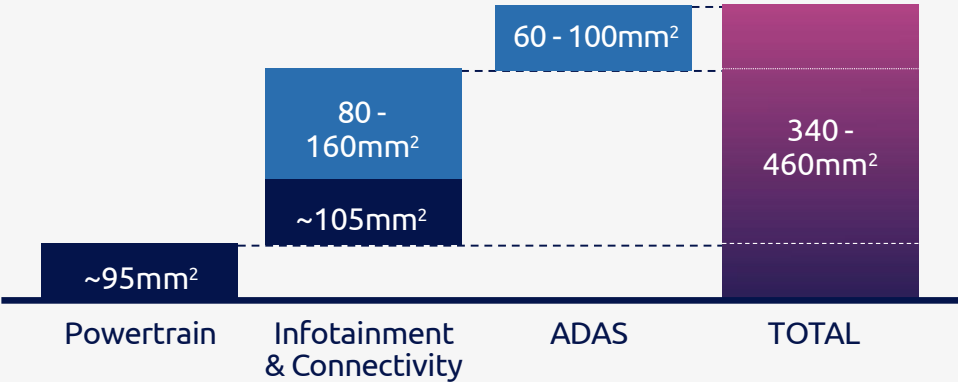 60 - 100mm²
80 -
160mm²
340 -
460mm²
~105mm²
~95mm²
Powertrain
Infotainment
& Connectivity
ADAS
TOTAL